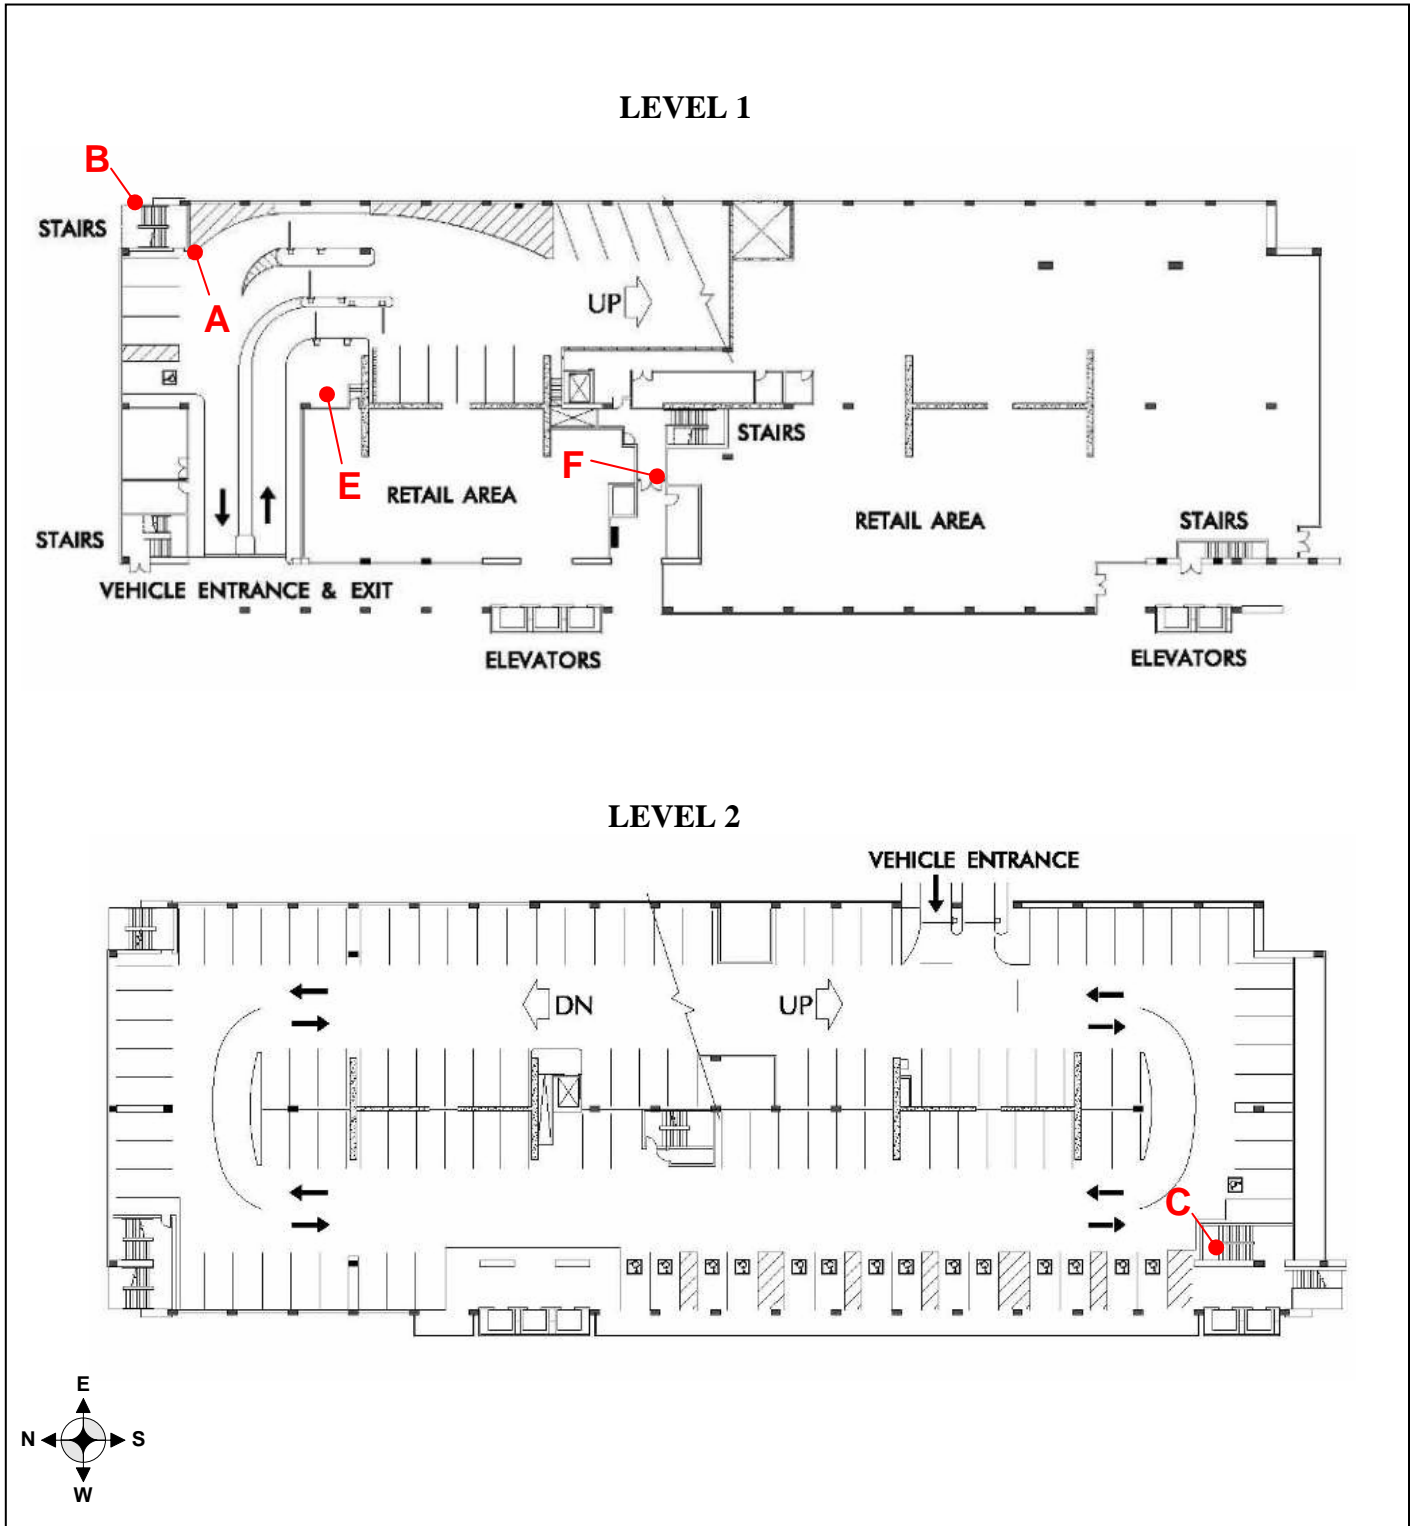 LEVEL 1
B
STAIRS
A
UP
E
F
STAIRS
RETAIL AREA
RETAIL AREA
STAIRS
STAIRS
VEHICLE ENTRANCE & EXIT
ELEVATORS
ELEVATORS
LEVEL 2
VEHICLE ENTRANCE
DN
UP
C
E
N
S
W